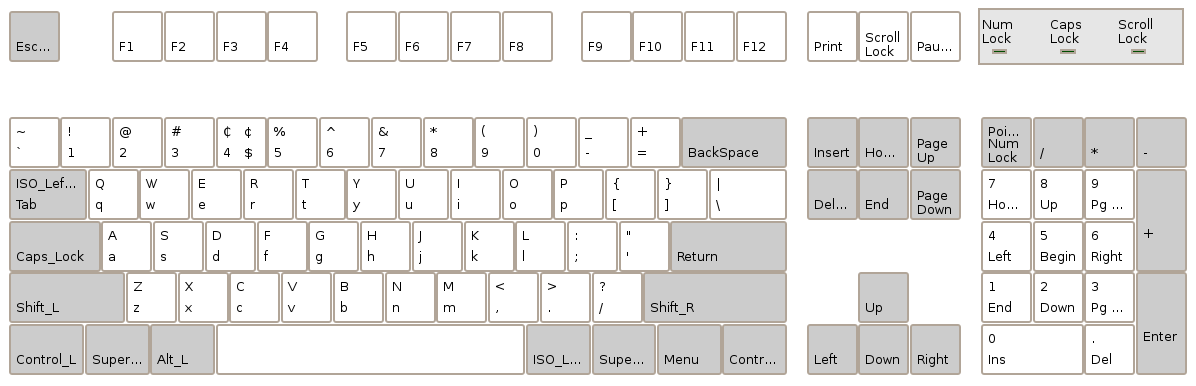 Esc... F1 F2 F3 F4 F5 F6 F7 F8 F9 F10 F11 F12 Print Scroll Lock Pau... Num Lock Caps Lock Scroll Lock
~ ! @ # ₵ ¢ % ^ & * ( ) _ +
` 1 2 3 4 $ 5 6 7 8 9 0 - = BackSpace Insert Ho... Page Up Poi... Num Lock / * -
ISO_Lef... Q W E R T Y U I O P { } |
Tab q w e r t y u i o p [ ] \ Del... End Page Down
7 Ho... 8 Up 9 Pg ... +
A S D F G H J K L : "
Caps_Lock a s d f g h j k l ; ' Return
4 Left 5 Begin 6 Right
Z X C V B N M < > ?
Shift_L z x c v b n m , . / Shift_R Up
1 End 2 Down 3 Pg ... Enter
Control_L Super... Alt_L ISO_L... Supe... Menu Contr... Left Down Right
0 Ins . Del